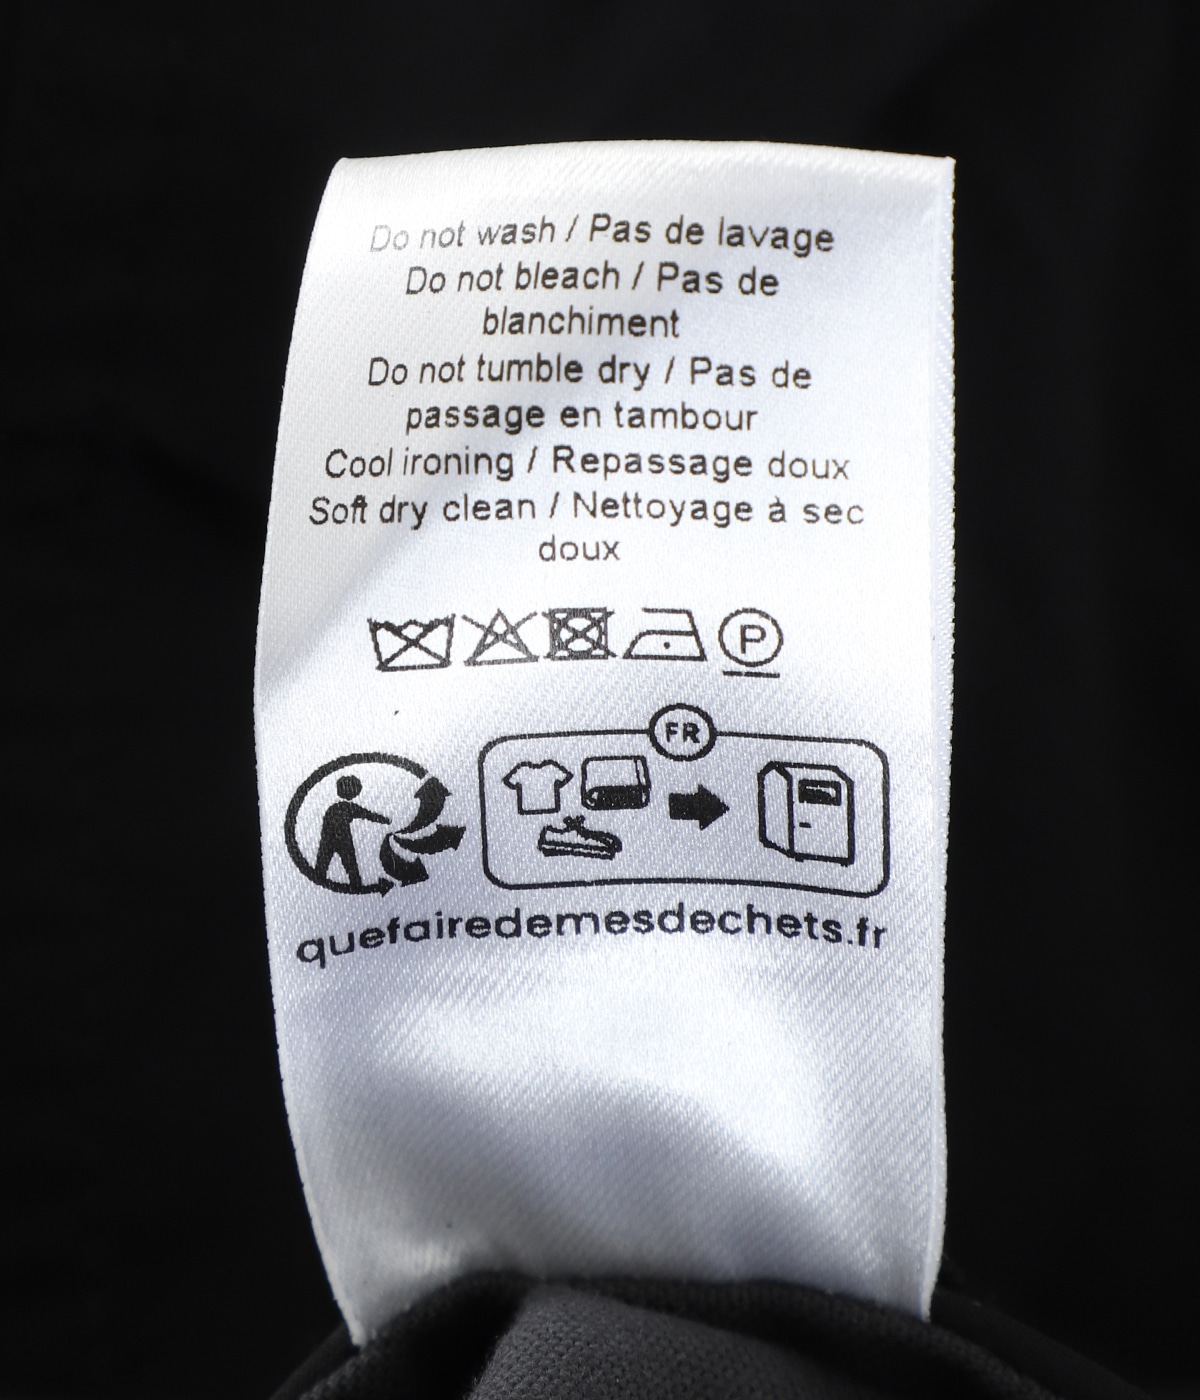 Do not wash / Pas de lavage
Do not bleach / Pas de
blanchiment
Do not tumble dry / Pas de
passage en tambour
Cool ironing / Repassage doux
Soft dry clean / Nettoyage à sec
doux
P
FR
quefairedemesdechets.fr